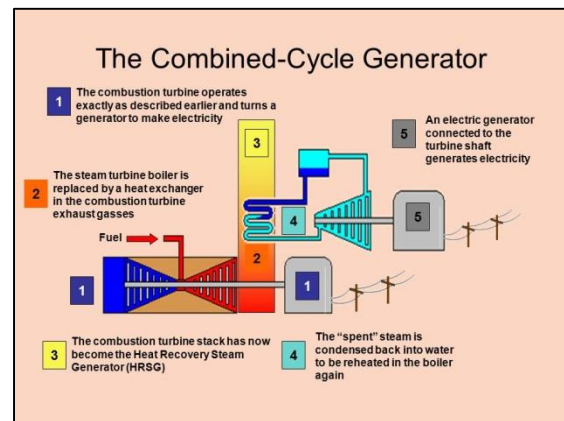 The Combined-Cycle Generator
1
The combustion turbine operates
exactly as described earlier and turns a
generator to make electricity
3
5
An electric generator
connected to the
turbine shaft
generates electricity
2
The steam turbine boiler is
replaced by a heat exchanger
in the combustion turbine
exhaust gasses
4
5
Fuel
2
1
1
3
The combustion turbine stack has now
become the Heat Recovery Steam
Generator (HRSG)
4
The “spent” steam is
condensed back into water
to be reheated in the boiler
again